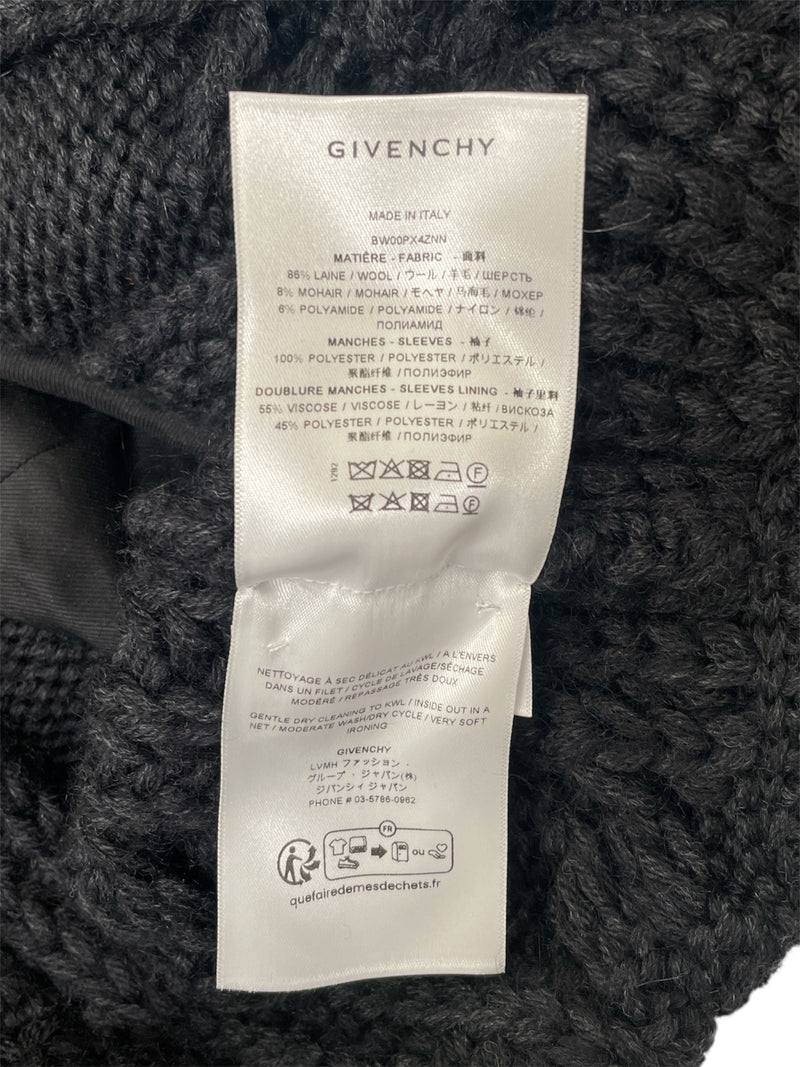 GIVENCHY
MADE IN ITALY
BW00PX4ZNN
MATIÈRE - FABRIC - 面料
86% LAINE / WOOL / ウール / 羊毛 / ШЕРСТЬ
8% MOHAIR / MOHAIR / モヘヤ / 马海毛 / МОХЕР
6% POLYAMIDE / POLYAMIDE / ナイロン / 锦纶 /
ПОЛИАМИД
MANCHES - SLEEVES - 袖子
100% POLYESTER / POLYESTER / ポリエステル /
聚酯纤维 / ПОЛИЭФИР
DOUBLURE MANCHES - SLEEVES LINING - 袖子里料
55% VISCOSE / VISCOSE / レーヨン / 粘纤 / ВИСКОЗА
45% POLYESTER / POLYESTER / ポリエステル /
聚酯纤维 / ПОЛИЭФИР
1292
F
F
NETTOYAGE À SEC DÉLICAT AU KWL / A L'ENVERS
DANS UN FILET / CYCLE DE LAVAGE/SÉCHAGE
MODÉRÉ / REPASSAGE TRÈS DOUX
GENTLE DRY CLEANING TO KWL / INSIDE OUT IN A
NET / MODERATE WASH/DRY CYCLE / VERY SOFT
IRONING
GIVENCHY
LVMH ファッション・
グループ・ジャパン(株)
ジバンシイ ジャパン
PHONE # 03-5786-0962
FR
ou
quefairedemesdechets.fr